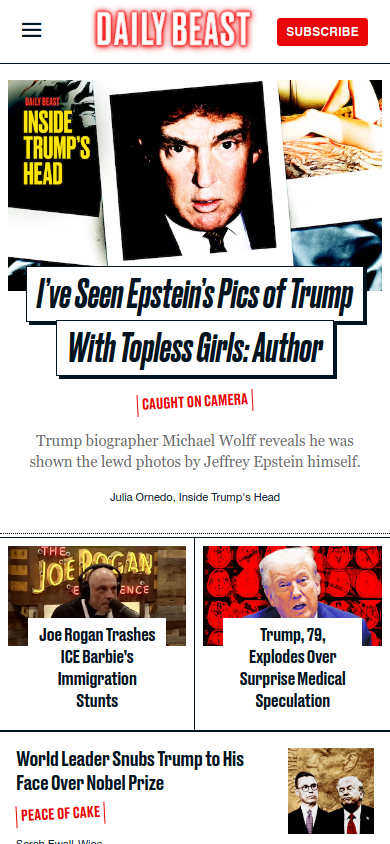 DAILY BEAST
SUBSCRIBE
DAILY BEAST
INSIDE
TRUMP'S
HEAD
I've Seen Epstein's Pics of Trump
With Topless Girls: Author
CAUGHT ON CAMERA
Trump biographer Michael Wolff reveals he was
shown the lewd photos by Jeffrey Epstein himself.
Julia Ornedo, Inside Trump's Head
THE
JOE ROGAN
Joe Rogan Trashes
ICE Barbie's
Immigration
Stunts
Trump, 79,
Explodes Over
Surprise Medical
Speculation
World Leader Snubs Trump to His
Face Over Nobel Prize
PEACE OF CAKE